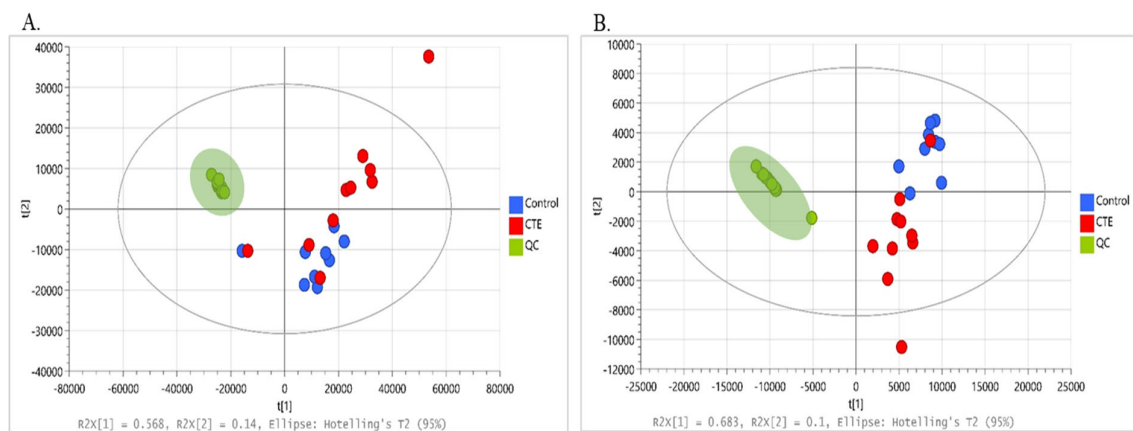 A.
40000
30000
20000
10000
0
-10000
-20000
-30000
-40000
t[2]
-80000 -60000 -40000 -20000 0 20000 40000 60000 80000
t[1]
R2X[1] = 0.568, R2X[2] = 0.14, Ellipse: Hotelling's T2 (95%)
Control
CTE
QC
B.
10000
8000
6000
4000
2000
0
-2000
-4000
-6000
-8000
-10000
-12000
t[2]
-25000 -20000 -15000 -10000 -5000 0 5000 10000 15000 20000 25000
t[1]
R2X[1] = 0.683, R2X[2] = 0.1, Ellipse: Hotelling's T2 (95%)
Control
CTE
QC